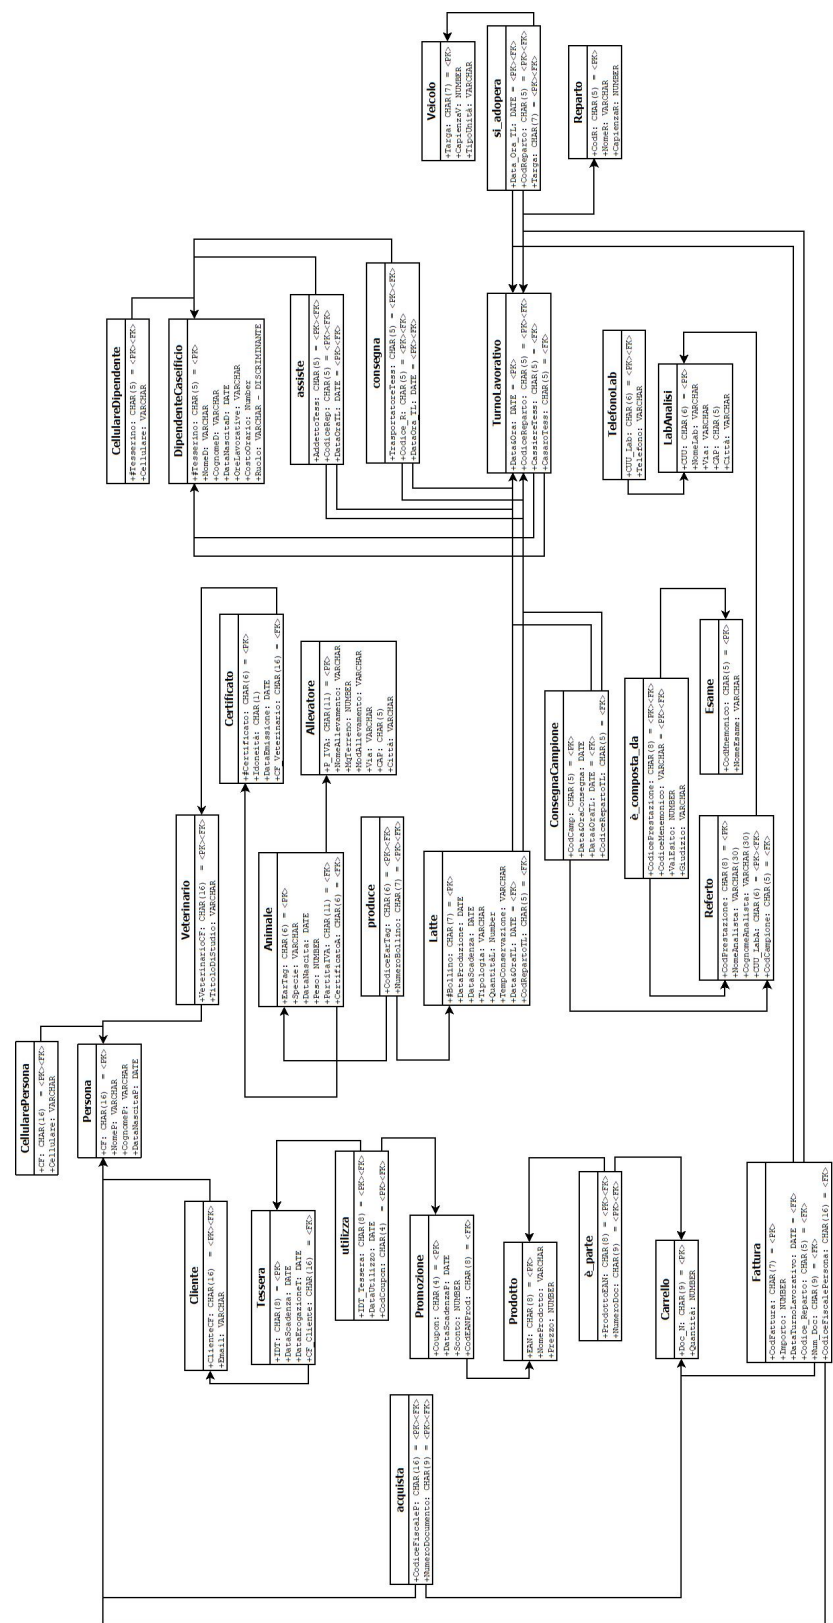 CellularePersona
+CF: CHAR(16) = <PK><FK>
+Cellulare: VARCHAR
Persona
+CF: CHAR(16) = <PK>
+NomeP: VARCHAR
+CognomeP: VARCHAR
+DataNascitaP: DATE
CellulareDipendente
+#Tesserino: CHAR(5) = <PK><FK>
+Cellulare: VARCHAR
DipendenteCaseificio
+#Tesserino: CHAR(5) = <PK>
+NomeD: VARCHAR
+CognomeD: VARCHAR
+DataNascitaD: DATE
+OreLavorative: VARCHAR
+CostoOrario: Number
+Ruolo: VARCHAR - DISCRIMINANTE
Cliente
+ClienteCF: CHAR(16) = <PK><FK>
+Email: VARCHAR
Veterinario
+VeterinarioCF: CHAR(16) = <PK><FK>
+TitoloDiStudio: VARCHAR
Certificato
+#Certificato: CHAR(6) = <PK>
+Idoneità: CHAR(1)
+DataEmissione: DATE
+CF_Veterinario: CHAR(16) = <FK>
Tessera
+IDT: CHAR(8) = <PK>
+DataScadenza: DATE
+DataErogazioneT: DATE
+CF_Cliente: CHAR(16) = <FK>
Animale
+EarTag: CHAR(6) = <PK>
+Specie: VARCHAR
+DataNascita: DATE
+Peso: NUMBER
+PartitaIVA: CHAR(11) = <FK>
+CertificatoA: CHAR(6) = <FK>
Allevatore
+P_IVA: CHAR(11) = <PK>
+NomeAllevamento: VARCHAR
+MqTerreno: NUMBER
+ModAllevamento: VARCHAR
+Via: VARCHAR
+CAP: CHAR(5)
+Città: VARCHAR
assiste
+AddettoTess: CHAR(5) = <PK><FK>
+CodiceRep: CHAR(5) = <PK><FK>
+DataOraTL: DATE = <PK><FK>
utilizza
+IDT_Tessera: CHAR(8) = <PK><FK>
+DataUtilizzo: DATE
+CodCoupon: CHAR(4) = <PK><FK>
produce
+CodiceEarTag: CHAR(6) = <PK><FK>
+NumeroBollino: CHAR(7) = <PK><FK>
consegna
+TrasportatoreTess: CHAR(5) = <PK><FK>
+Codice_R: CHAR(5) = <PK><FK>
+DataOra_TL: DATE = <PK><FK>
acquista
+CodiceFiscaleP: CHAR(16) = <PK><FK>
+NumeroDocumento: CHAR(9) = <PK><FK>
Promozione
+Coupon: CHAR(4) = <PK>
+DataScadenzaP: DATE
+Sconto: NUMBER
+CodEANProd: CHAR(8) = <FK>
Latte
+#Bollino: CHAR(7) = <PK>
+DataProduzione: DATE
+DataScadenza: DATE
+Tipologia: VARCHAR
+QuantitàL: Number
+TempConservazione: VARCHAR
+Data&OraTL: DATE = <FK>
+CodRepartoTL: CHAR(5) = <FK>
Veicolo
+Targa: CHAR(7) = <PK>
+CapienzaV: NUMBER
+TipoUnità: VARCHAR
Prodotto
+EAN: CHAR(8) = <PK>
+NomeProdotto: VARCHAR
+Prezzo: NUMBER
TurnoLavorativo
+Data&Ora: DATE = <PK>
+CodiceReparto: CHAR(5) = <PK><FK>
+CassiereTess: CHAR(5) = <FK>
+CasaroTess: CHAR(5) = <FK>
si_adopera
+Data_Ora_TL: DATE = <PK><FK>
+CodReparto: CHAR(5) = <PK><FK>
+Targa: CHAR(7) = <PK><FK>
ConsegnaCampione
+CodCamp: CHAR(5) = <PK>
+Data&OraConsegna: DATE
+Data&OraTL: DATE = <FK>
+CodiceRepartoTL: CHAR(5) = <FK>
Reparto
+CodR: CHAR(5) = <PK>
+NomeR: VARCHAR
+CapienzaR: NUMBER
è_parte
+ProdottoEAN: CHAR(8) = <PK><FK>
+NumeroDoc: CHAR(9) = <PK><FK>
è_composta_da
+CodicePrestazione: CHAR(8) = <PK><FK>
+CodiceMenemonico: VARCHAR = <PK><FK>
+ValEsito: NUMBER
+Giudizio: VARCHAR
TelefonoLab
+CUU_Lab: CHAR(6) = <PK><FK>
+Telefono: VARCHAR
Carrello
+Doc_N: CHAR(9) = <PK>
+Quantità: NUMBER
LabAnalisi
+CUU: CHAR(6) = <PK>
+NomeLab: VARCHAR
+Via: VARCHAR
+CAP: CHAR(5)
+Città: VARCHAR
Referto
+CodPrestazione: CHAR(8) = <PK>
+NomeAnalista: VARCHAR(30)
+CognomeAnalista: VARCHAR(30)
+CUU_LabA: CHAR(6) = <PK><FK>
+CodCampione: CHAR(5) = <FK>
Esame
+CodMnemonico: CHAR(5) = <PK>
+NomeEsame: VARCHAR
Fattura
+CodFattura: CHAR(7) = <PK>
+Importo: NUMBER
+DataTurnoLavorativo: DATE = <FK>
+Codice_Reparto: CHAR(5) = <FK>
+Num_Doc: CHAR(9) = <FK>
+CodiceFiscalePersona: CHAR(16) = <FK>